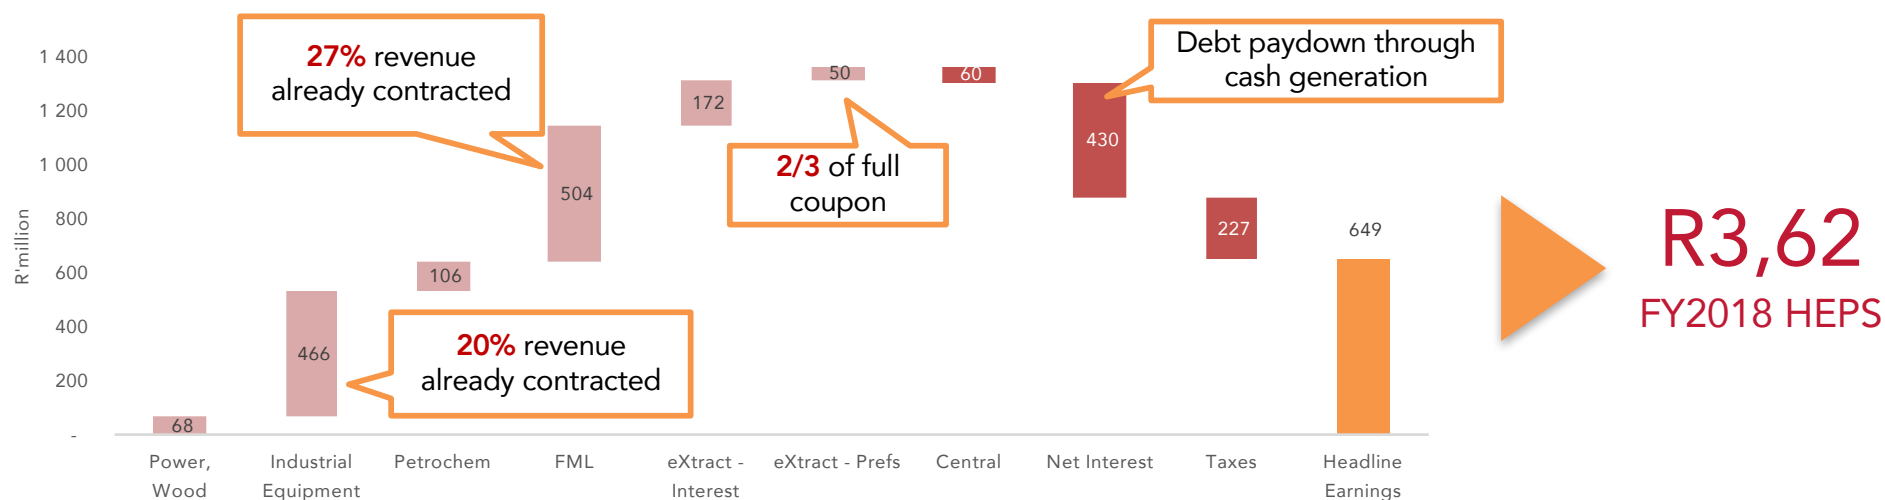 R'million
1 400
1 200
1 000
800
600
400
200
-
27% revenue
already contracted
20% revenue
already contracted
2/3 of full
coupon
Debt paydown through
cash generation
68
466
106
504
172
50
60
430
227
649
Power,
Wood
Industrial
Equipment
Petrochem
FML
eXtract -
Interest
eXtract - Prefs
Central
Net Interest
Taxes
Headline
Earnings
R3,62
FY2018 HEPS